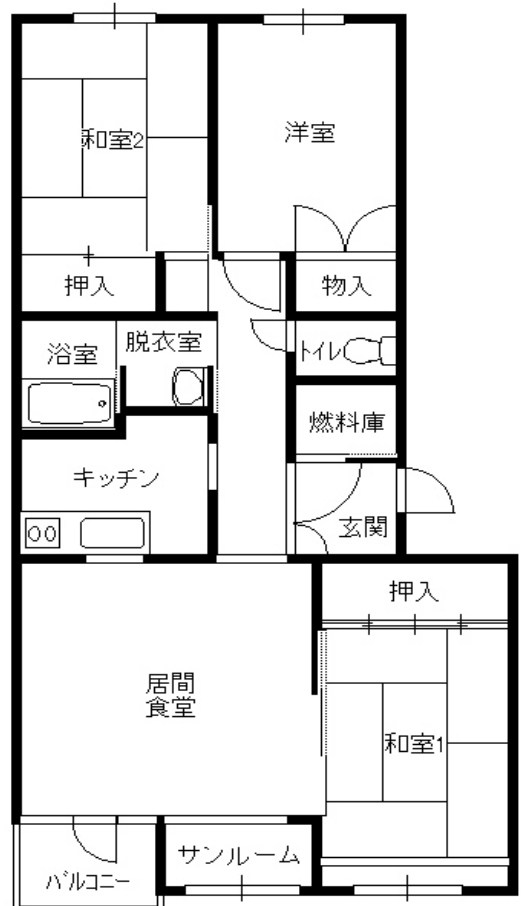 和室2
洋室
押入
物入
浴室
脱衣室
トイレ
燃料庫
キッチン
玄関
押入
居間
食堂
和室1
サンルーム
バルコニー